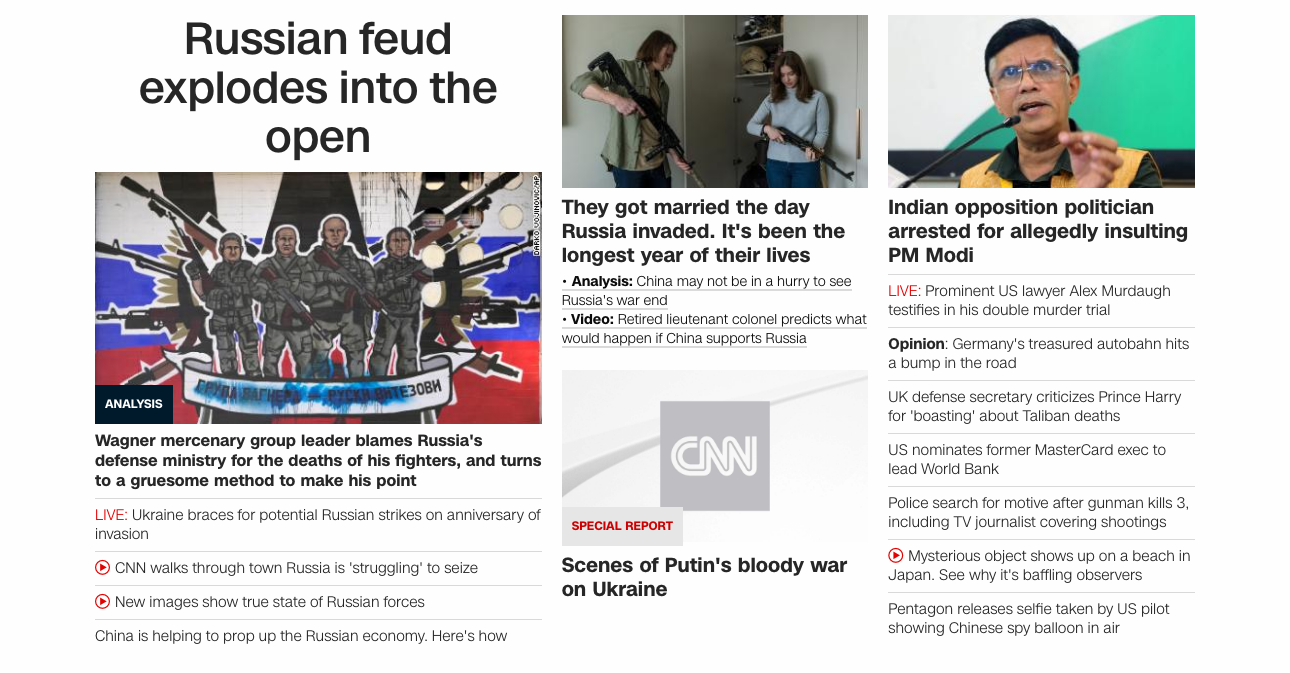 Russian feud
explodes into the
open
DARKO VOJINOVIC/AP
ГРУПА ВАГНЕРА — РУСКИ ВИТЕЗОВИ
ANALYSIS
Wagner mercenary group leader blames Russia's
defense ministry for the deaths of his fighters, and turns
to a gruesome method to make his point
LIVE: Ukraine braces for potential Russian strikes on anniversary of
invasion
CNN walks through town Russia is 'struggling' to seize
New images show true state of Russian forces
China is helping to prop up the Russian economy. Here's how
They got married the day
Russia invaded. It's been the
longest year of their lives
• Analysis: China may not be in a hurry to see
Russia's war end
• Video: Retired lieutenant colonel predicts what
would happen if China supports Russia
CNN
SPECIAL REPORT
Scenes of Putin's bloody war
on Ukraine
Indian opposition politician
arrested for allegedly insulting
PM Modi
LIVE: Prominent US lawyer Alex Murdaugh
testifies in his double murder trial
Opinion: Germany's treasured autobahn hits
a bump in the road
UK defense secretary criticizes Prince Harry
for 'boasting' about Taliban deaths
US nominates former MasterCard exec to
lead World Bank
Police search for motive after gunman kills 3,
including TV journalist covering shootings
Mysterious object shows up on a beach in
Japan. See why it's baffling observers
Pentagon releases selfie taken by US pilot
showing Chinese spy balloon in air